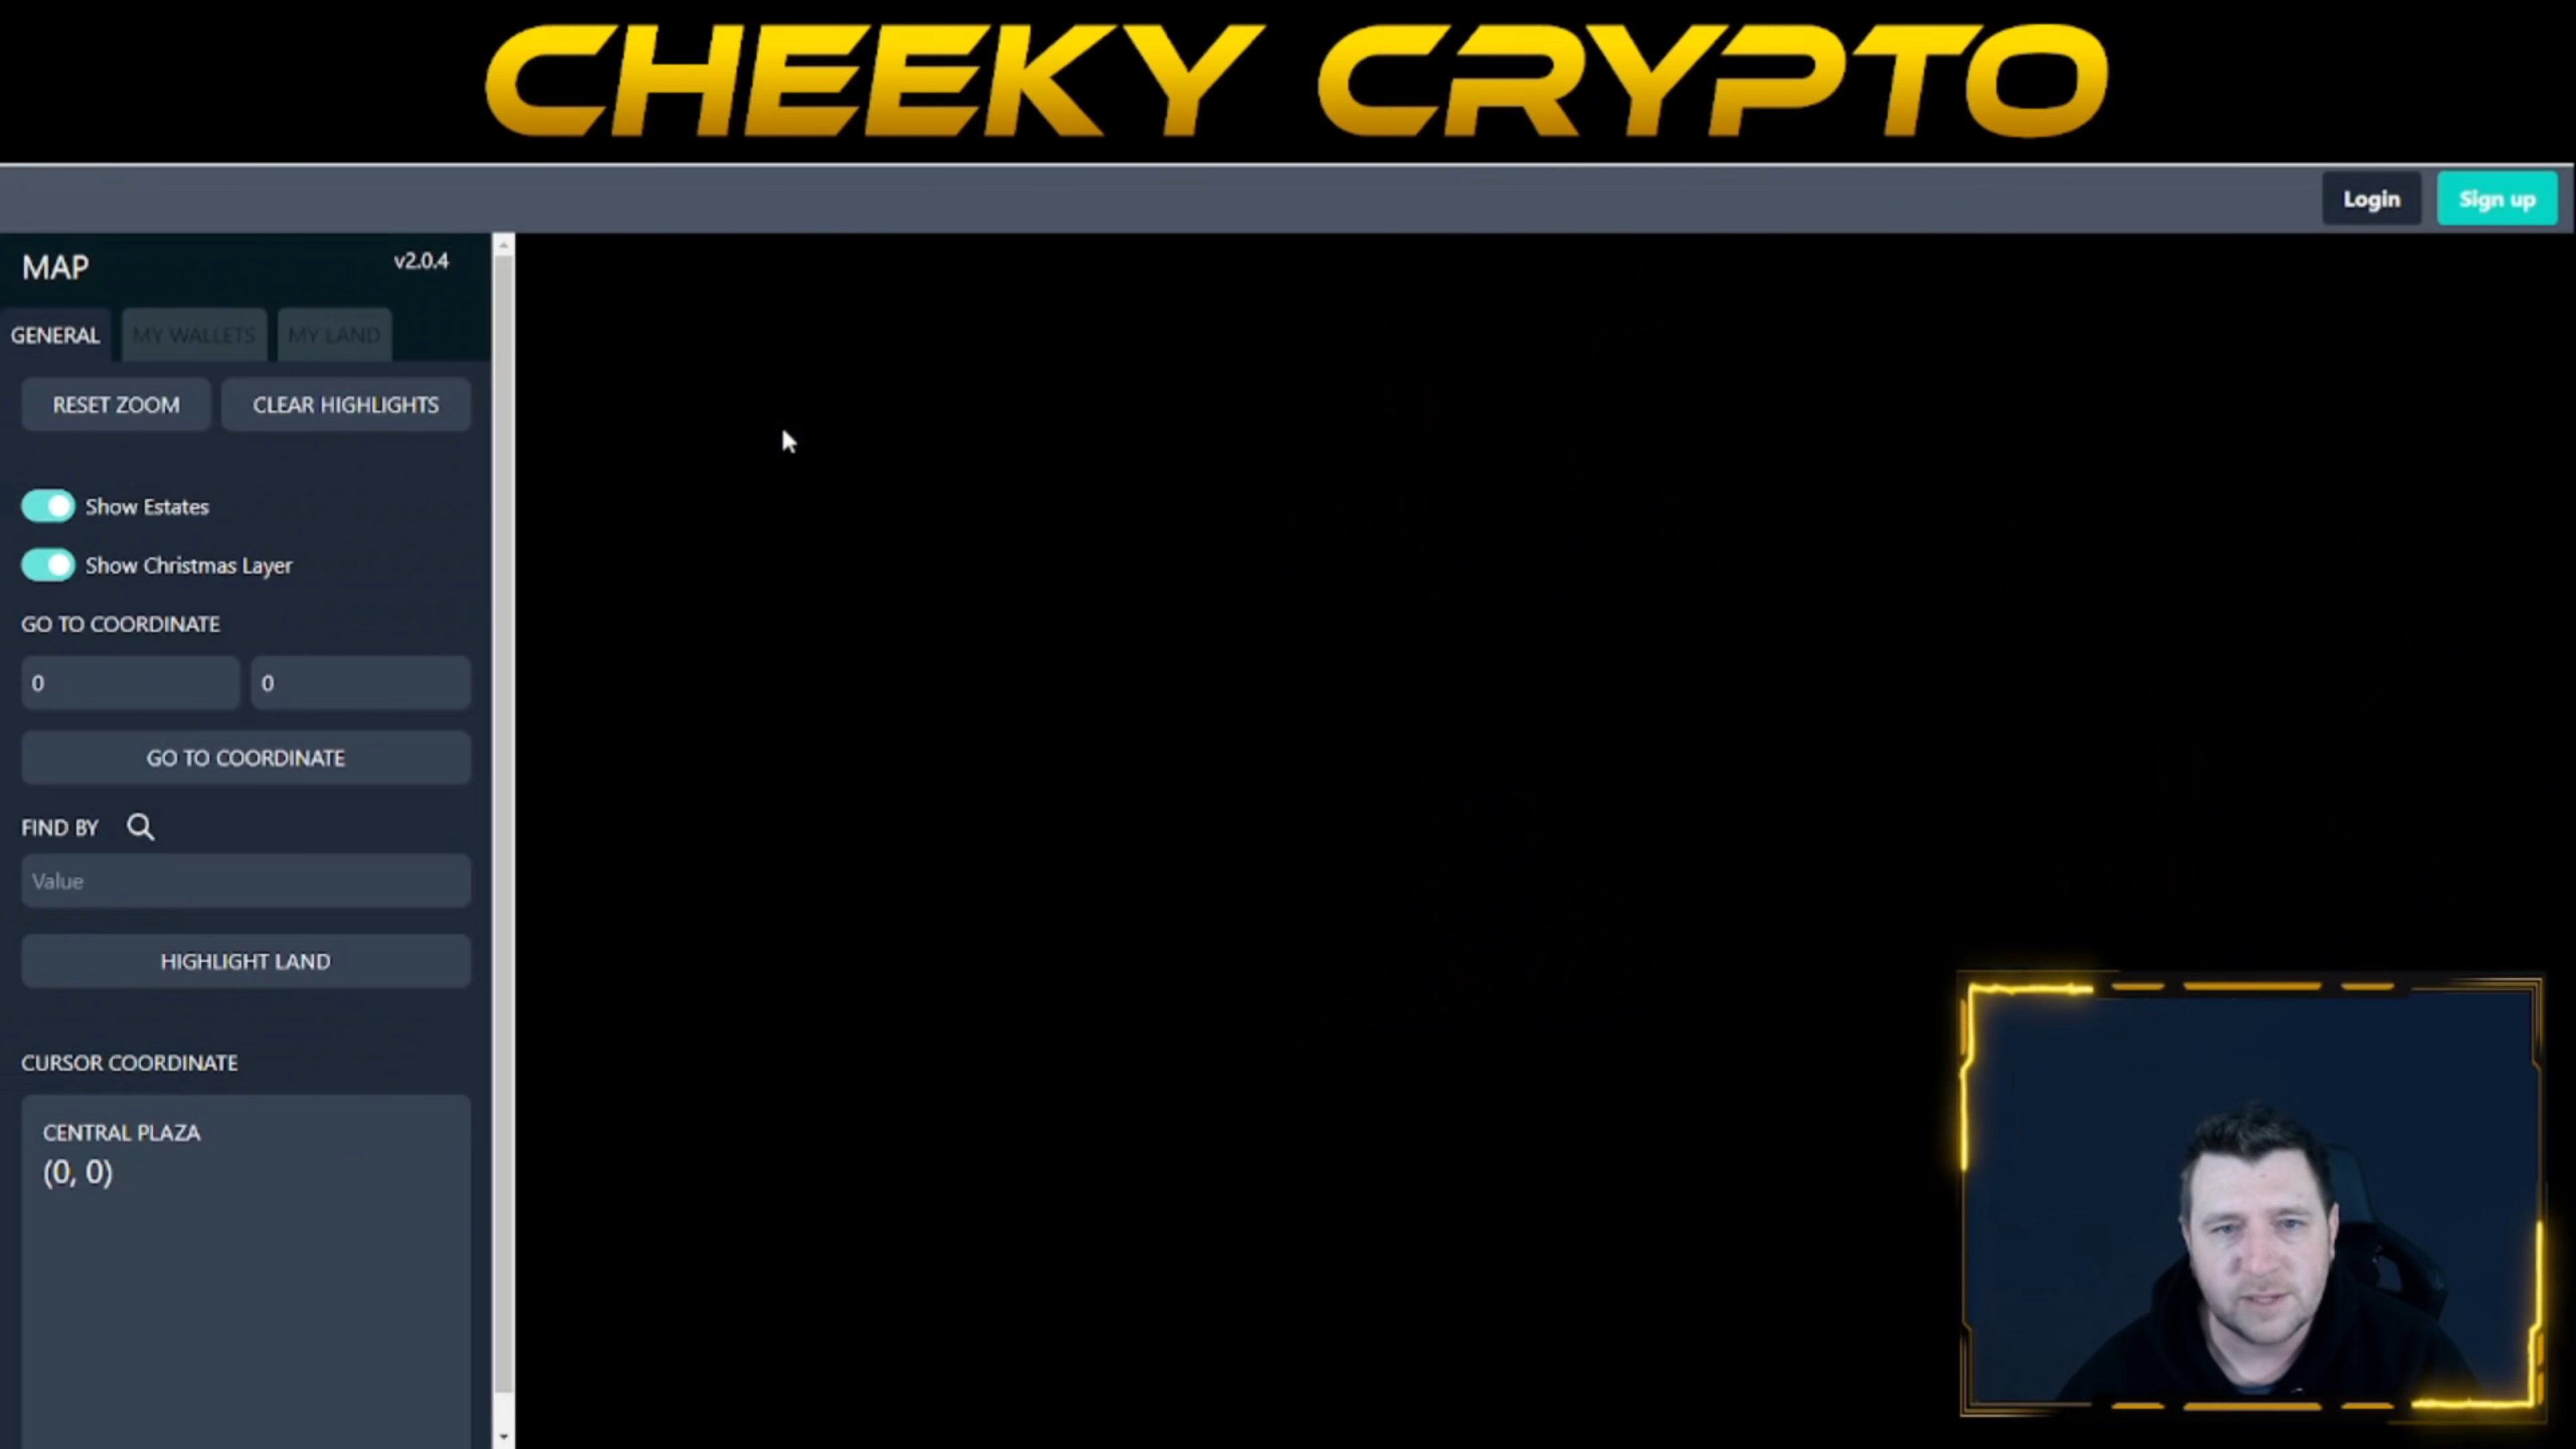 CHEEKY CRYPTO
Login Sign up
MAP v2.0.4
GENERAL MY WALLETS MY LAND
RESET ZOOM CLEAR HIGHLIGHTS
Show Estates
Show Christmas Layer
GO TO COORDINATE
0 0
GO TO COORDINATE
FIND BY
Value
HIGHLIGHT LAND
CURSOR COORDINATE
CENTRAL PLAZA
(0, 0)